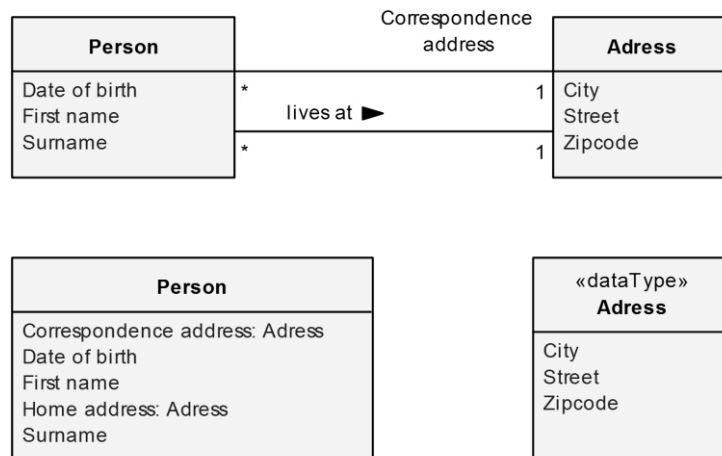 Correspondence
address
Person
Adress
Date of birth
First name
Surname
*
1
lives at ►
*
1
City
Street
Zipcode
Person
Correspondence address: Adress
Date of birth
First name
Home address: Adress
Surname
«dataType»
Adress
City
Street
Zipcode